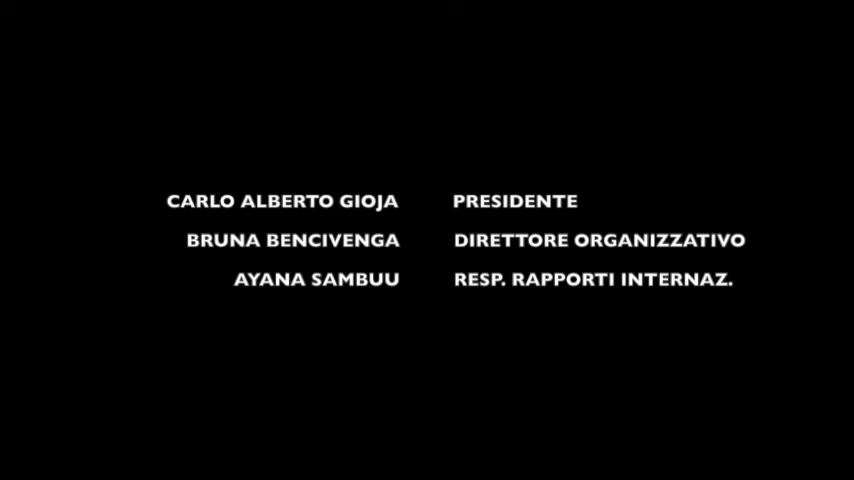 CARLO ALBERTO GIOJA PRESIDENTE
BRUNA BENCIVENGA DIRETTORE ORGANIZZATIVO
AYANA SAMBUU RESP. RAPPORTI INTERNAZ.